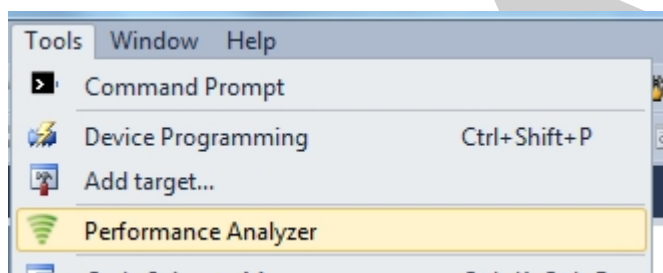 Tools Window Help
Command Prompt
Device Programming Ctrl+Shift+P
Add target...
Performance Analyzer